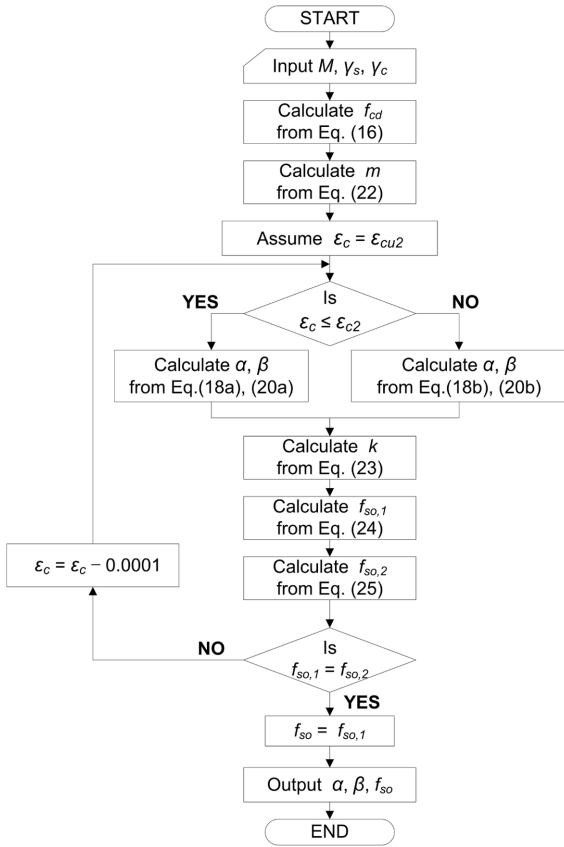 START
Input M, γs, γc
Calculate fcd
from Eq. (16)
Calculate m
from Eq. (22)
Assume εc = εcu2
Is
εc ≤ εc2
YES
NO
Calculate α, β
from Eq.(18a), (20a)
Calculate α, β
from Eq.(18b), (20b)
Calculate k
from Eq. (23)
Calculate fso,1
from Eq. (24)
Calculate fso,2
from Eq. (25)
εc = εc – 0.0001
NO
Is
fso,1 = fso,2
YES
fso = fso,1
Output α, β, fso
END